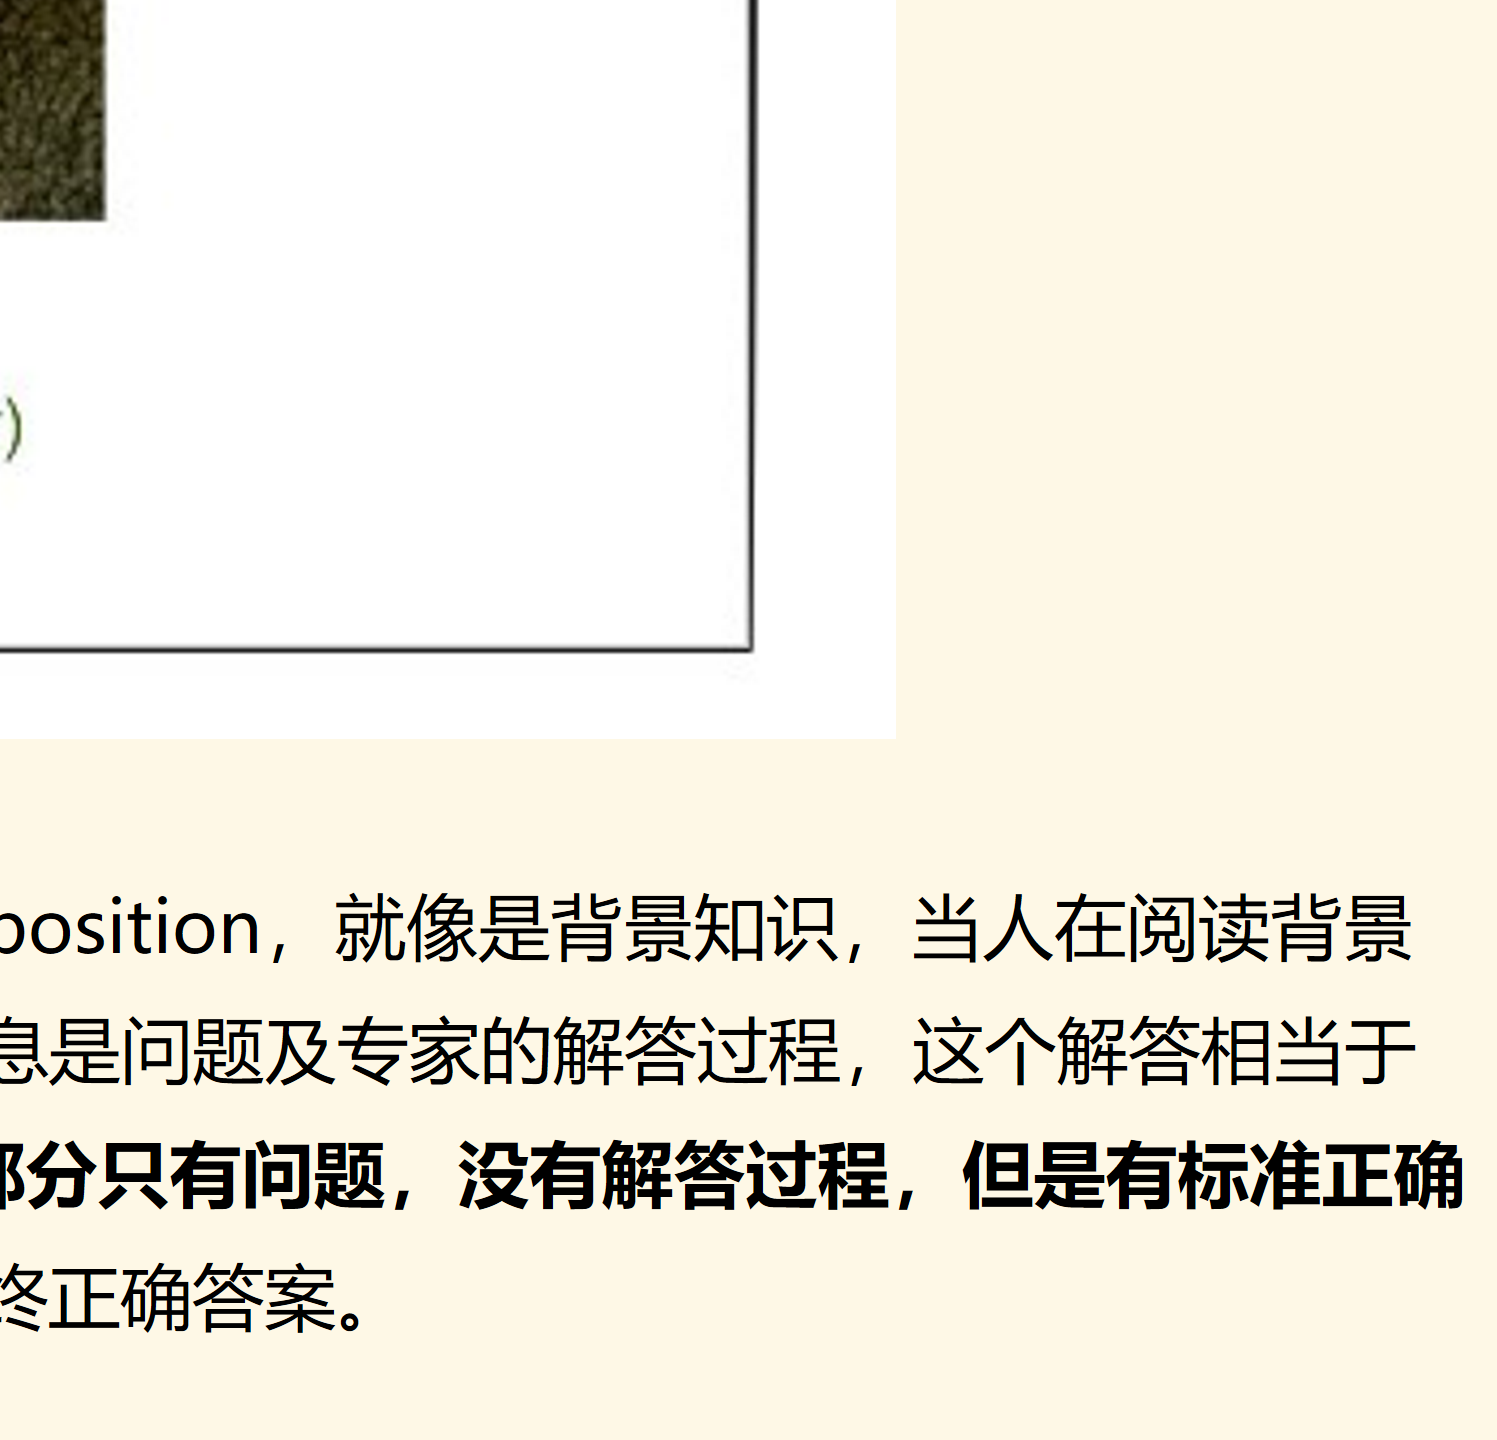 )
position，就像是背景知识，当人在阅读背景
息是问题及专家的解答过程，这个解答相当于
部分只有问题，没有解答过程，但是有标准正确
终正确答案。